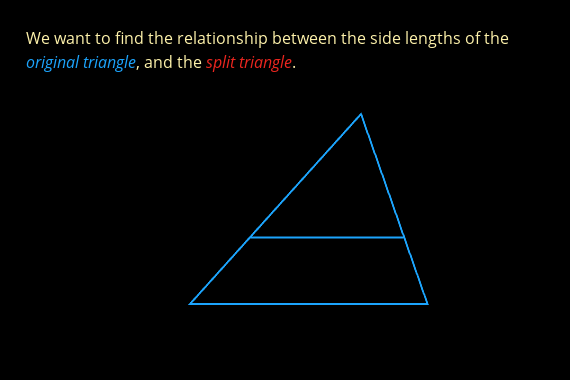 We want to find the relationship between the side lengths of the
original triangle, and the split triangle.